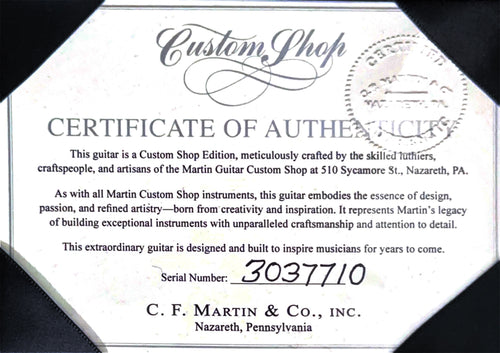 Custom Shop
CERTIFICATE OF AUTHENTICITY
This guitar is a Custom Shop Edition, meticulously crafted by the skilled luthiers,
craftspeople, and artisans of the Martin Guitar Custom Shop at 510 Sycamore St., Nazareth, PA.
As with all Martin Custom Shop instruments, this guitar embodies the essence of design,
passion, and refined artistry—born from creativity and inspiration. It represents Martin's legacy
of building exceptional instruments with unparalleled craftsmanship and attention to detail.
This extraordinary guitar is designed and built to inspire musicians for years to come.
Serial Number: 3037710
C. F. MARTIN & CO., INC.
Nazareth, Pennsylvania
CERTIFIED